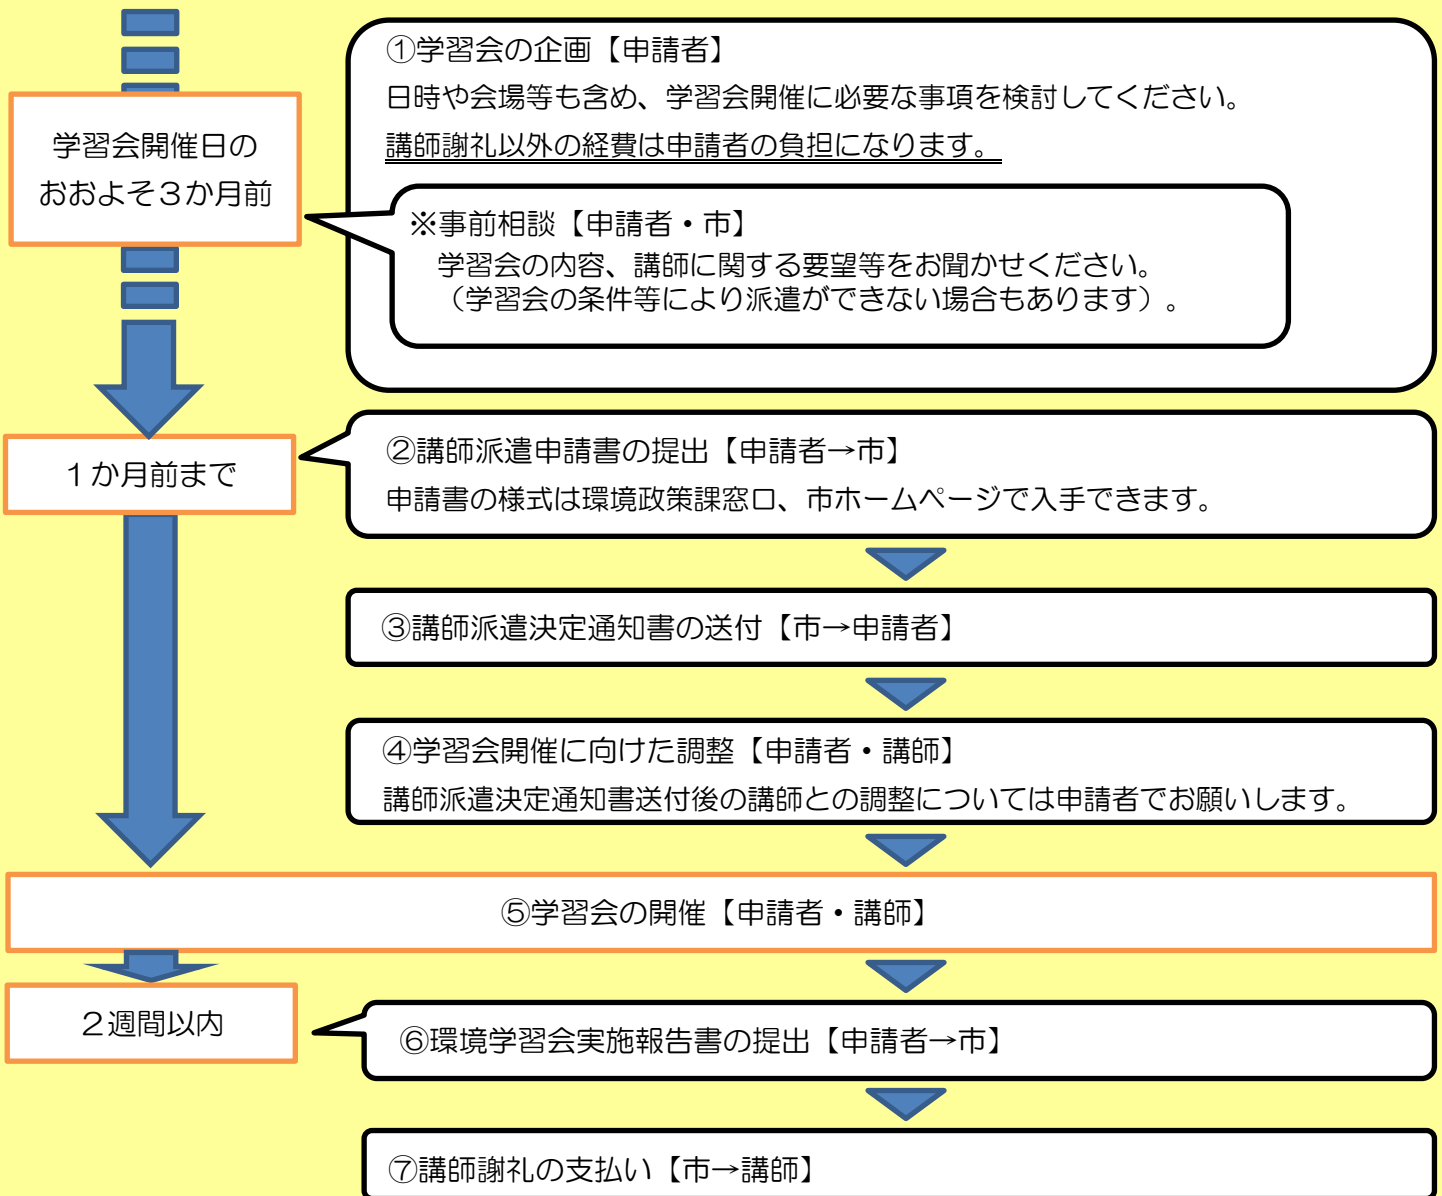 ①学習会の企画【申請者】
日時や会場等も含め、学習会開催に必要な事項を検討してください。
講師謝礼以外の経費は申請者の負担になります。
学習会開催日の
おおよそ３か月前
※事前相談【申請者・市】
学習会の内容、講師に関する要望等をお聞かせください。
（学習会の条件等により派遣ができない場合もあります）。
１か月前まで
②講師派遣申請書の提出【申請者→市】
申請書の様式は環境政策課窓口、市ホームページで入手できます。
③講師派遣決定通知書の送付【市→申請者】
④学習会開催に向けた調整【申請者・講師】
講師派遣決定通知書送付後の講師との調整については申請者でお願いします。
⑤学習会の開催【申請者・講師】
２週間以内
⑥環境学習会実施報告書の提出【申請者→市】
⑦講師謝礼の支払い【市→講師】